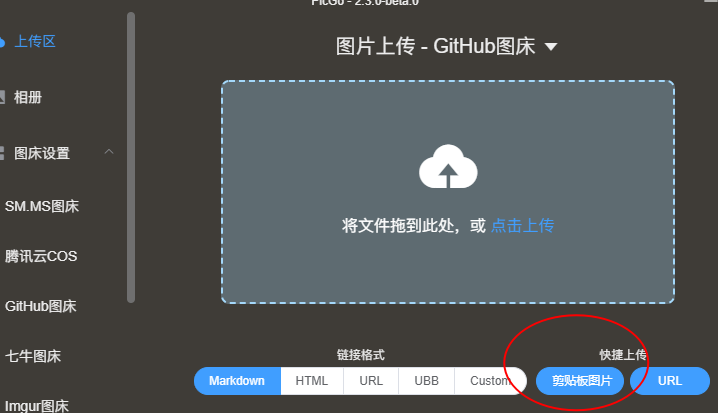 PicGo - 2.3.0-beta.0
上传区
相册
图床设置
SM.MS图床
腾讯云COS
GitHub图床
七牛图床
Imgur图床
图片上传 - GitHub图床
将文件拖到此处，或 点击上传
链接格式
Markdown HTML URL UBB Custom
快捷上传
剪贴板图片 URL